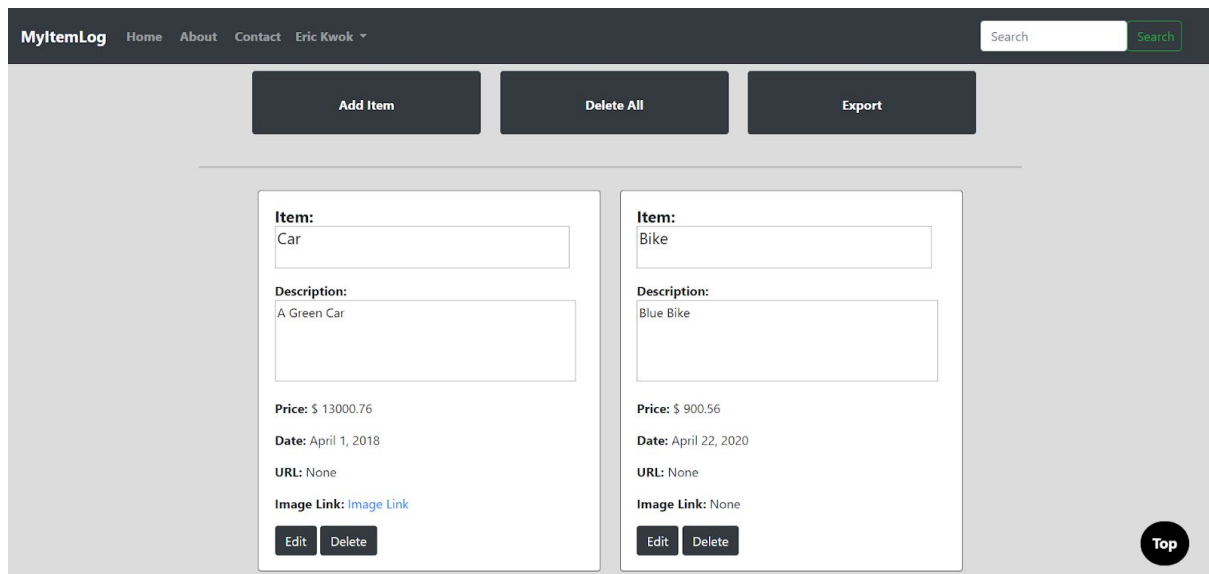 MyItemLog Home About Contact Eric Kwok Search Search
Add Item Delete All Export
Item:
Car
Description:
A Green Car
Price: $ 13000.76
Date: April 1, 2018
URL: None
Image Link: Image Link
Edit Delete
Item:
Bike
Description:
Blue Bike
Price: $ 900.56
Date: April 22, 2020
URL: None
Image Link: None
Edit Delete
Top